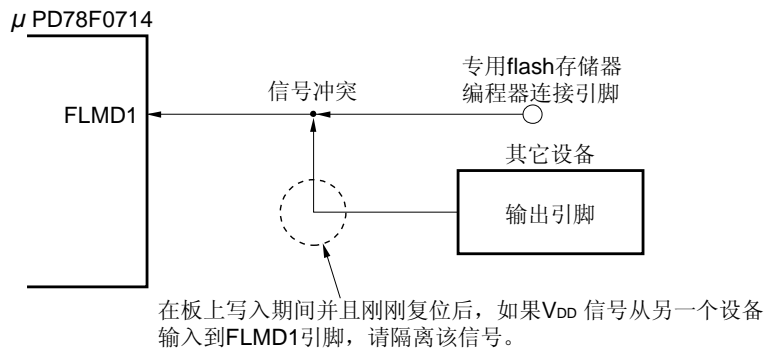 μ PD78F0714
FLMD1
信号冲突
专用flash存储器
编程器连接引脚
其它设备
输出引脚
在板上写入期间并且刚刚复位后，如果VDD 信号从另一个设备
输入到FLMD1引脚，请隔离该信号。